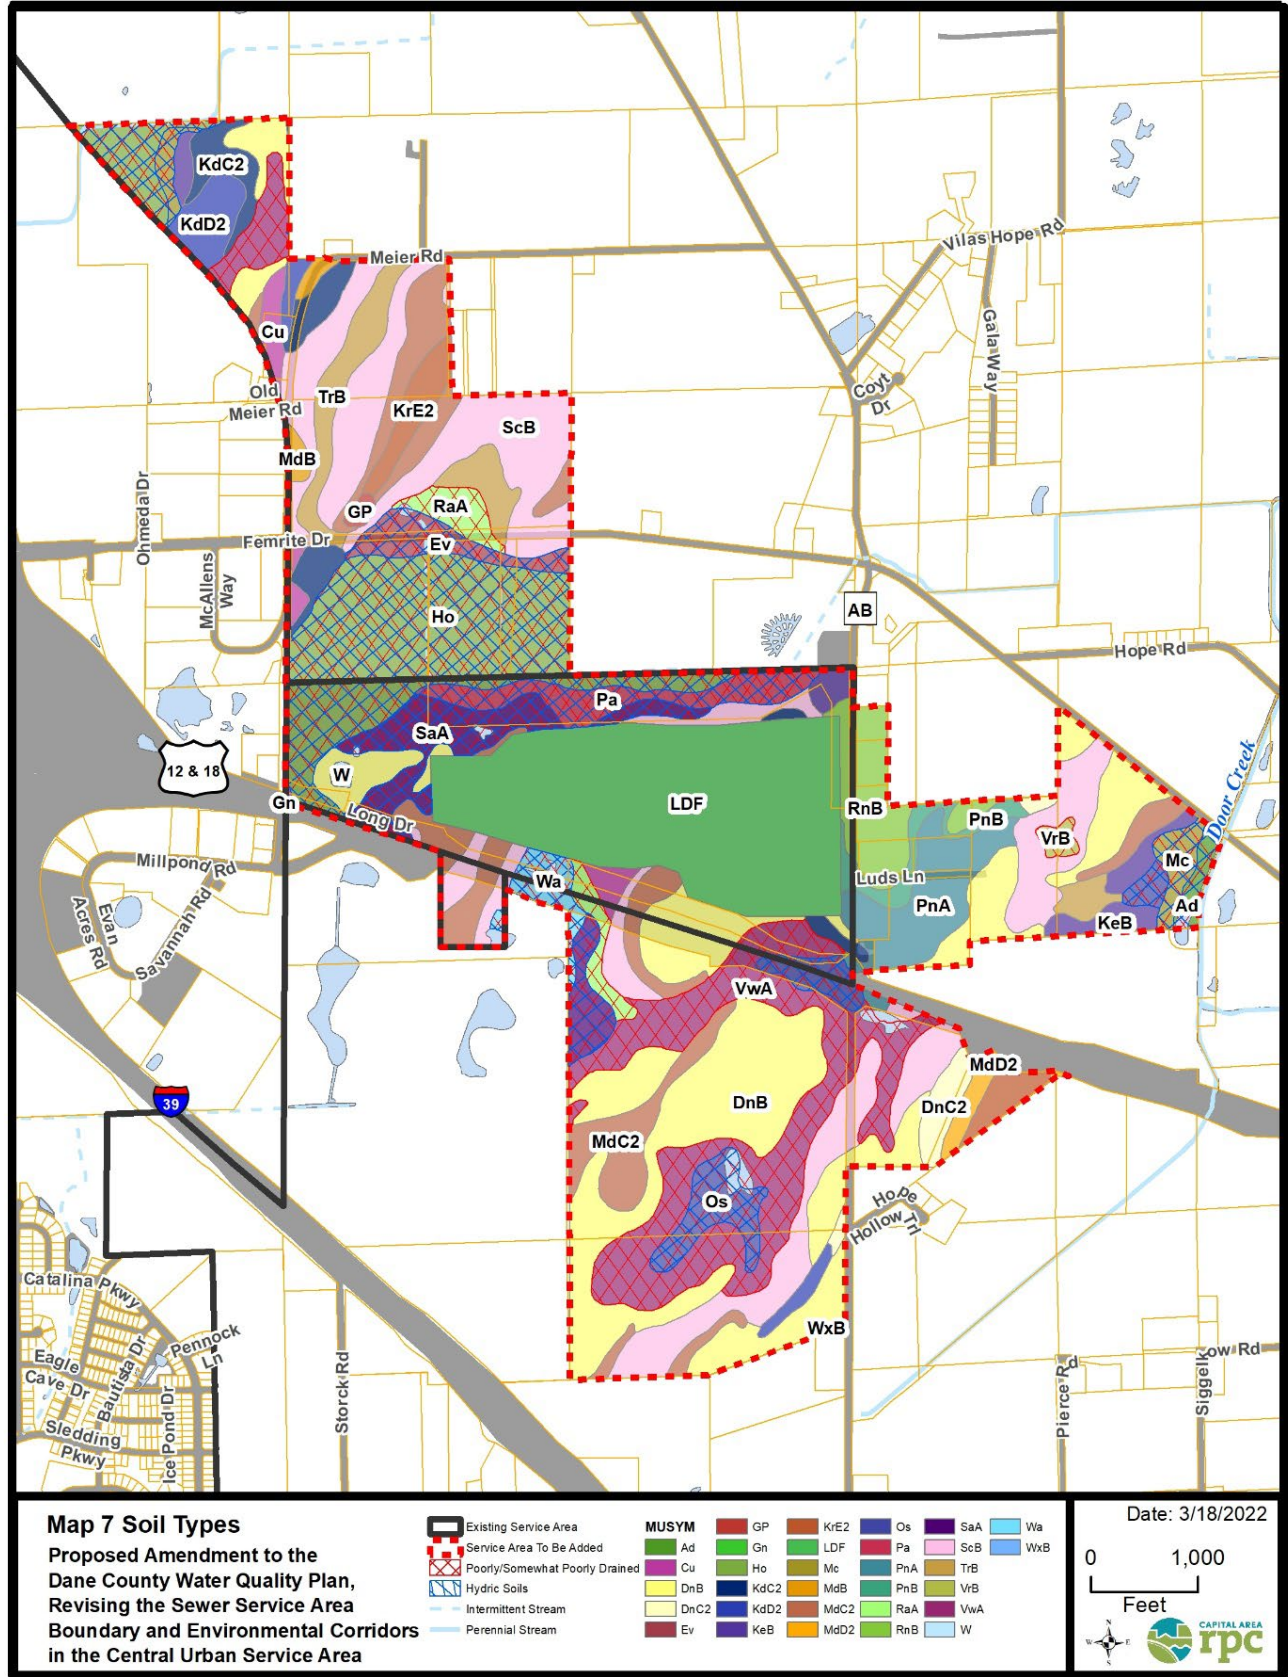 KdC2
KdD2
Meier Rd
Vilas Hope Rd
Gala Way
Cu
Old
Meier Rd
TrB
KrE2
ScB
Coyt
Dr
MdB
Ohmeda Dr
GP
RaA
Femrite Dr
Ev
McAllens
Way
Ho
AB
Hope Rd
Pa
SaA
12 & 18
W
Gn
Long Dr
LDF
RnB
PnB
VrB
Door Creek
Mc
Millpond Rd
Evan
Acres Rd
Savannah Rd
Wa
Luds Ln
PnA
Ad
KeB
VwA
MdD2
39
DnB
DnC2
MdC2
Os
Hope
Hollow Trl
WxB
Catalina Pkwy
Pennock
Ln
Eagle
Cave Dr
Bautista Dr
Sledding
Pkwy
Ice Pond Dr
Storck Rd
Pierce Rd
Siggelkow Rd
Map 7 Soil Types
Proposed Amendment to the
Dane County Water Quality Plan,
Revising the Sewer Service Area
Boundary and Environmental Corridors
in the Central Urban Service Area
Existing Service Area
Service Area To Be Added
Poorly/Somewhat Poorly Drained
Hydric Soils
Intermittent Stream
Perennial Stream
MUSYM
Ad
Cu
DnB
DnC2
Ev
GP
Gn
Ho
KdC2
KdD2
KeB
KrE2
LDF
Mc
MdB
MdC2
MdD2
Os
Pa
PnA
PnB
RaA
RnB
SaA
ScB
TrB
VrB
VwA
W
Wa
WxB
Date: 3/18/2022
0 1,000
Feet
N
W E
S
CAPITAL AREA
rpc